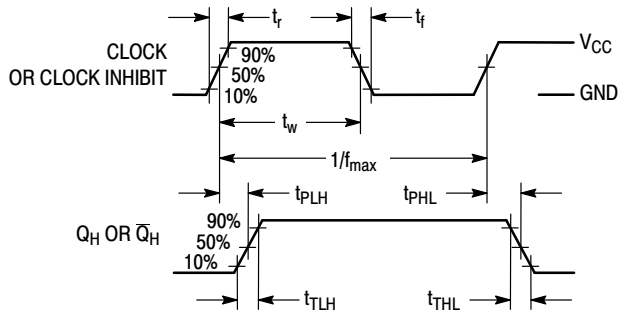 tr
tf
CLOCK
OR CLOCK INHIBIT
90%
50%
10%
VCC
GND
tw
1/fmax
tPLH
tPHL
QH OR Q̅H
90%
50%
10%
tTLH
tTHL